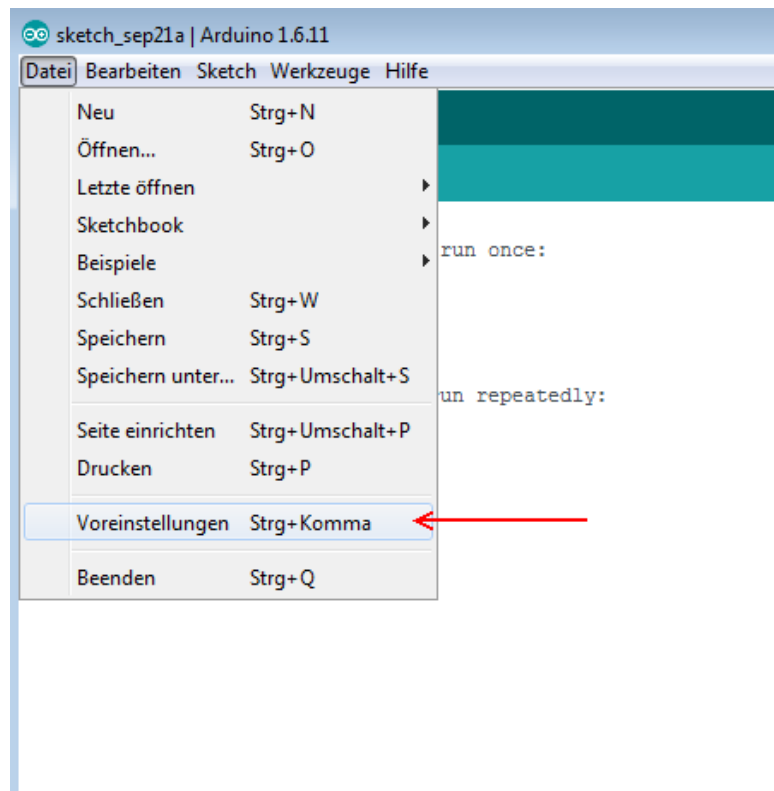 sketch_sep21a | Arduino 1.6.11
Datei Bearbeiten Sketch Werkzeuge Hilfe
Neu Strg+N
Öffnen... Strg+O
Letzte öffnen
Sketchbook
run once:
Beispiele
Schließen Strg+W
Speichern Strg+S
Speichern unter... Strg+Umschalt+S
un repeatedly:
Seite einrichten Strg+Umschalt+P
Drucken Strg+P
Voreinstellungen Strg+Komma
Beenden Strg+Q